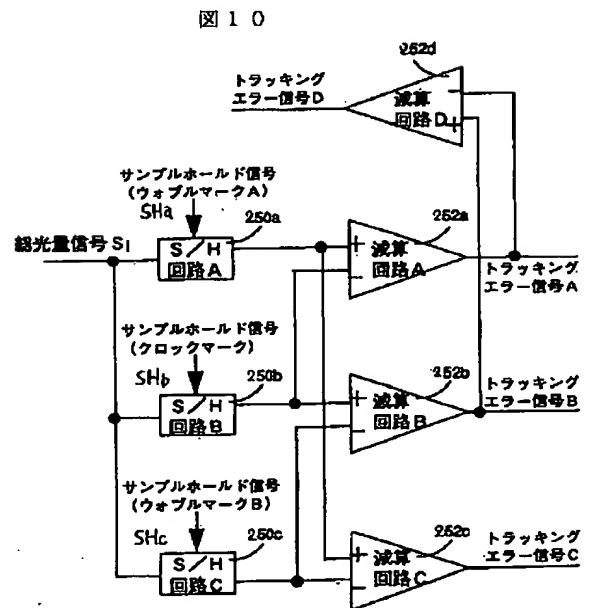 図１０
252d
トラッキング
エラー信号D
減算
回路D
－
＋
サンプルホールド信号
(ウォブルマークA)
SHa
250a
総光量信号S1
S／H
回路A
252a
＋
－
減算
回路A
トラッキング
エラー信号A
サンプルホールド信号
(クロックマーク)
SHb
250b
S／H
回路B
252b
＋
－
減算
回路B
トラッキング
エラー信号B
サンプルホールド信号
(ウォブルマークB)
SHc
250c
S／H
回路C
252c
＋
－
減算
回路C
トラッキング
エラー信号C